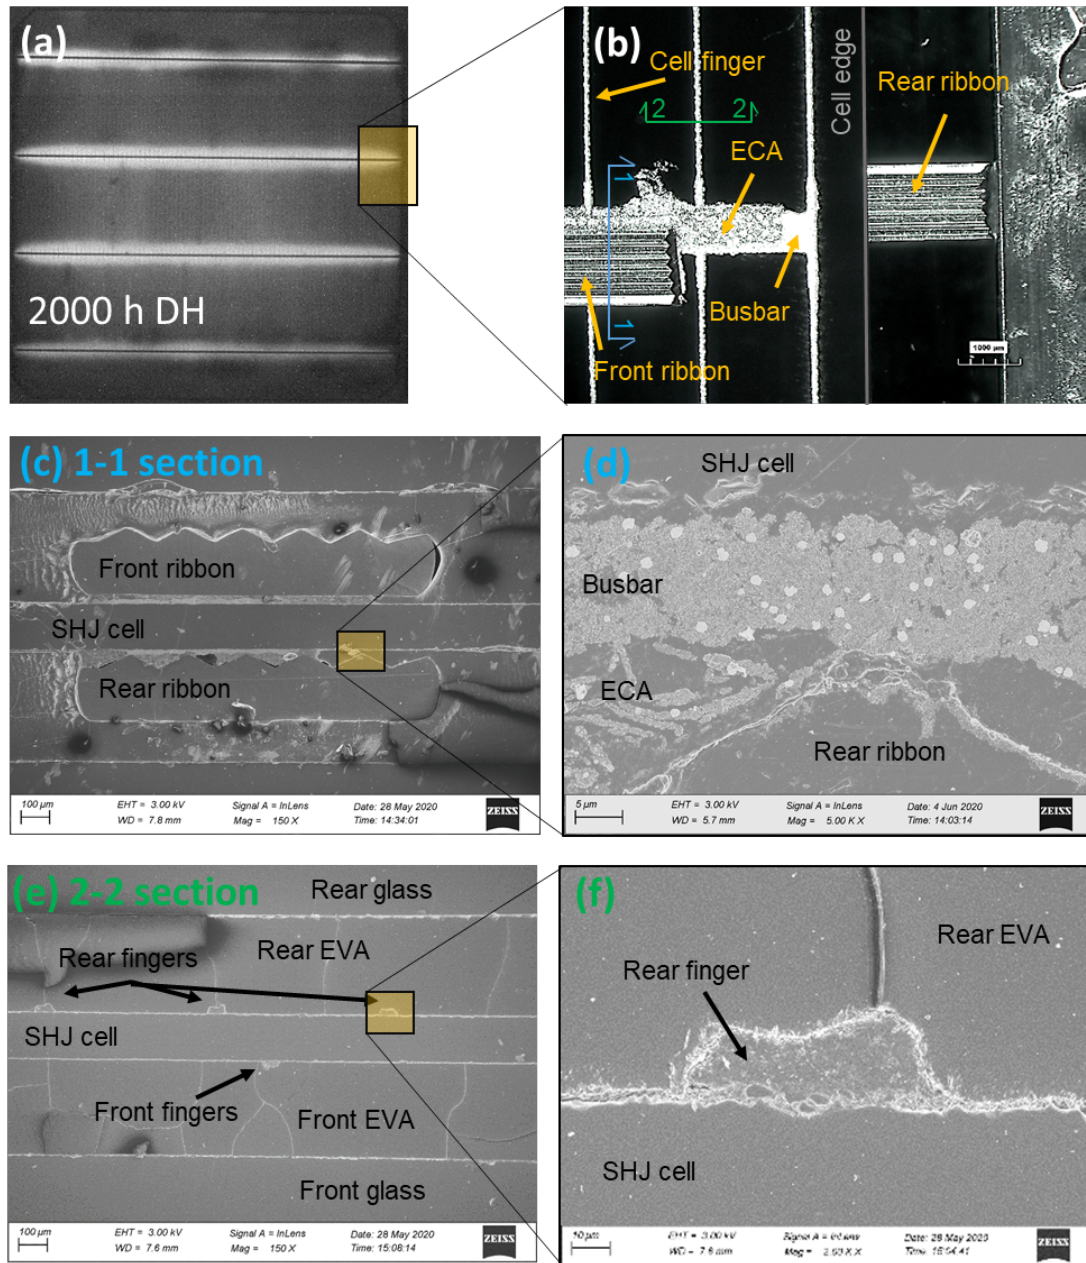 (a)
2000 h DH
(b)
Cell finger
2 2
ECA
Cell edge
Rear ribbon
1
1
Busbar
Front ribbon
1000 µm
(c) 1-1 section
Front ribbon
SHJ cell
Rear ribbon
100 µm
EHT = 3.00 kV
WD = 7.8 mm
Signal A = InLens
Mag = 150 X
Date: 28 May 2020
Time: 14:34:01
ZEISS
(d)
SHJ cell
Busbar
ECA
Rear ribbon
5 µm
EHT = 3.00 kV
WD = 5.7 mm
Signal A = InLens
Mag = 5.00 K X
Date: 4 Jun 2020
Time: 14:03:14
ZEISS
(e) 2-2 section
Rear glass
Rear fingers
Rear EVA
SHJ cell
Front fingers
Front EVA
Front glass
100 µm
EHT = 3.00 kV
WD = 7.6 mm
Signal A = InLens
Mag = 150 X
Date: 28 May 2020
Time: 15:08:14
ZEISS
(f)
Rear EVA
Rear finger
SHJ cell
10 µm
EHT = 3.00 kV
WD = 7.6 mm
Signal A = InLens
Date: 28 May 2020
ZEISS